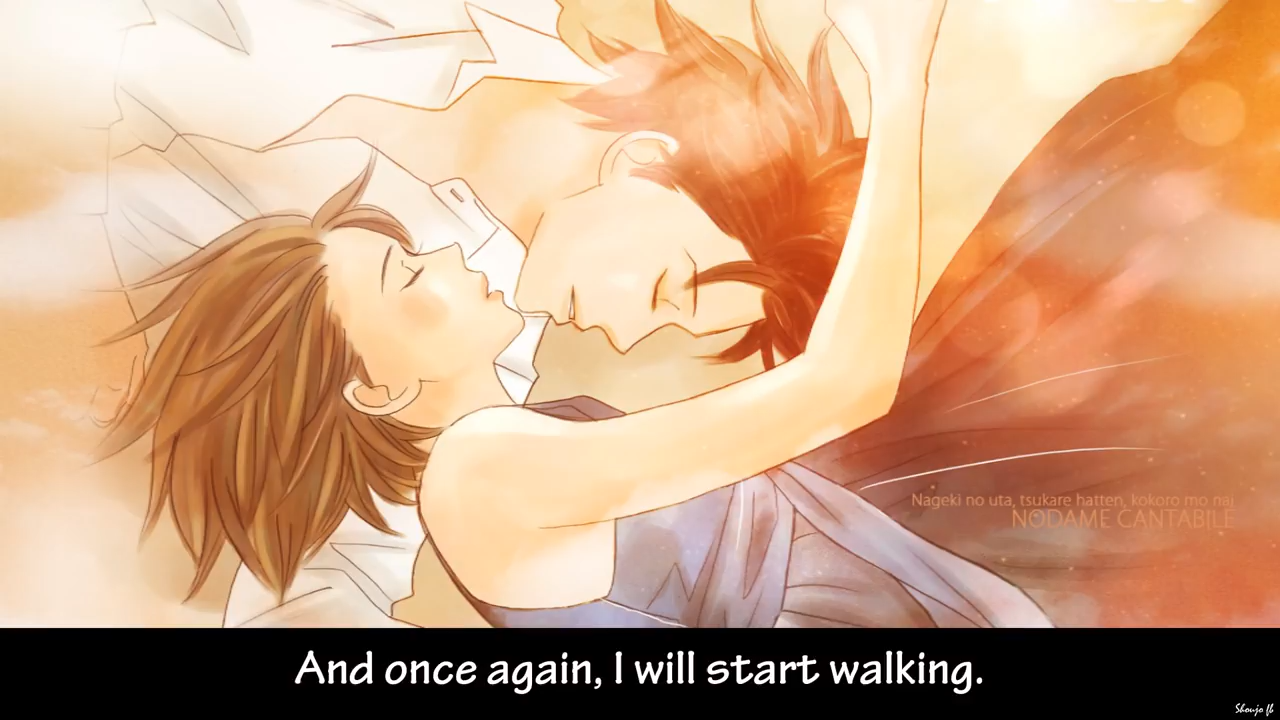 Nageki no uta, tsukare hatten, kokoro mo nai
NODAME CANTABILE
And once again, I will start walking.
Shoujo fb